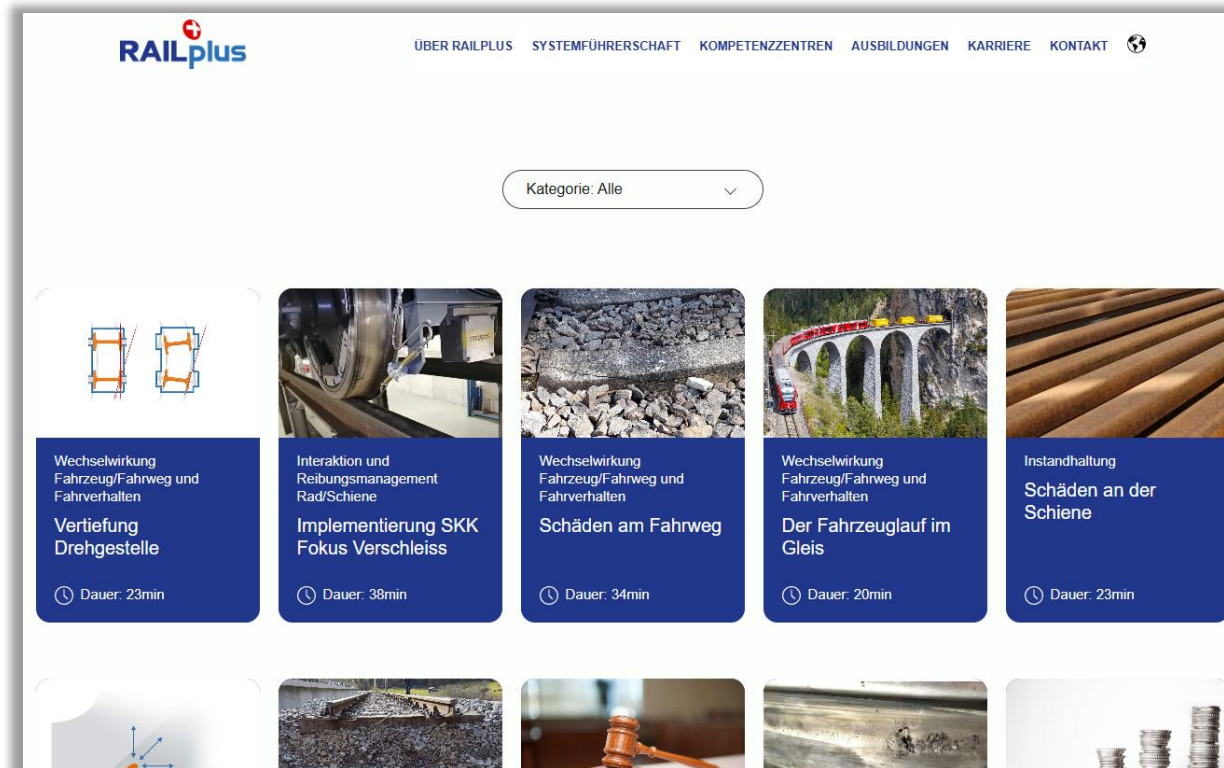 RAILplus
ÜBER RAILPLUS SYSTEMFÜHRERSCHAFT KOMPETENZZENTREN AUSBILDUNGEN KARRIERE KONTAKT
Kategorie: Alle
Wechselwirkung
Fahrzeug/Fahrweg und
Fahrverhalten
Vertiefung
Drehgestelle
Dauer: 23min
Interaktion und
Reibungsmanagement
Rad/Schiene
Implementierung SKK
Fokus Verschleiss
Dauer: 38min
Wechselwirkung
Fahrzeug/Fahrweg und
Fahrverhalten
Schäden am Fahrweg
Dauer: 34min
Wechselwirkung
Fahrzeug/Fahrweg und
Fahrverhalten
Der Fahrzeuglauf im
Gleis
Dauer: 20min
Instandhaltung
Schäden an der
Schiene
Dauer: 23min